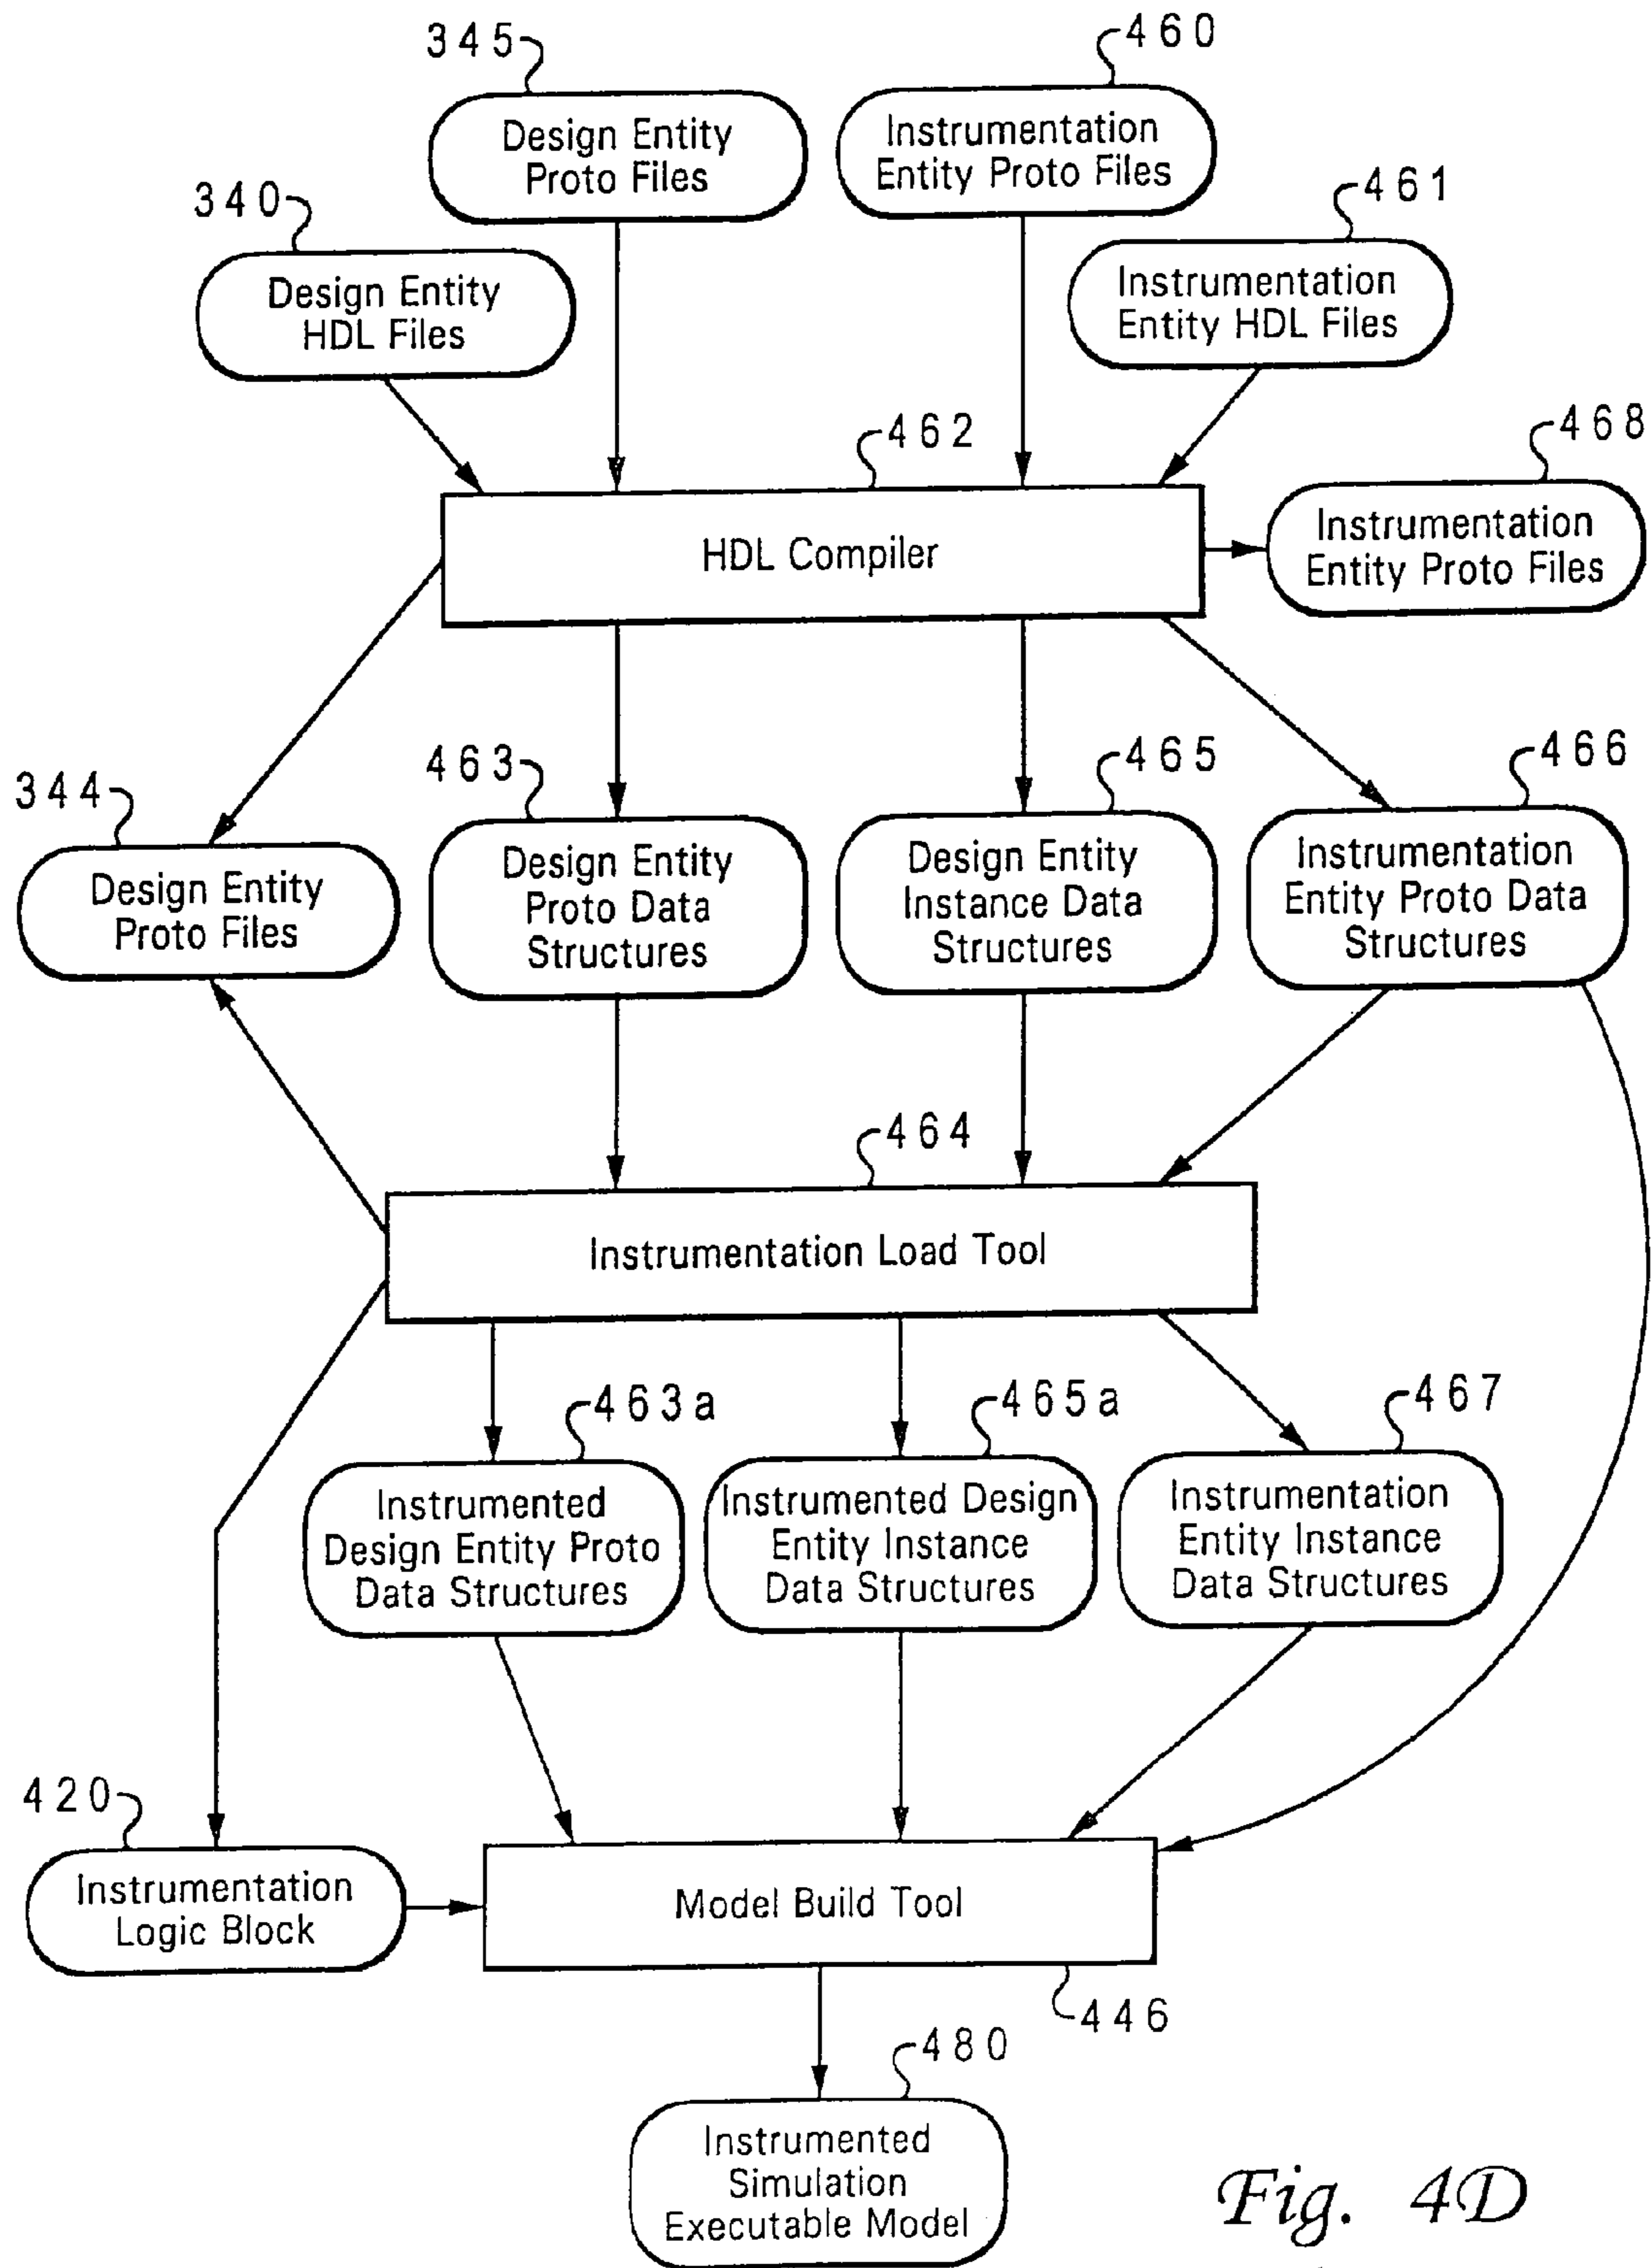 345
460
Design Entity
Proto Files
Instrumentation
Entity Proto Files
340
461
Design Entity
HDL Files
Instrumentation
Entity HDL Files
462
468
HDL Compiler
Instrumentation
Entity Proto Files
344
463
465
466
Design Entity
Proto Files
Design Entity
Proto Data
Structures
Design Entity
Instance Data
Structures
Instrumentation
Entity Proto Data
Structures
464
Instrumentation Load Tool
463a
465a
467
Instrumented
Design Entity Proto
Data Structures
Instrumented Design
Entity Instance
Data Structures
Instrumentation
Entity Instance
Data Structures
420
Instrumentation
Logic Block
Model Build Tool
446
480
Instrumented
Simulation
Executable Model
Fig. 4D